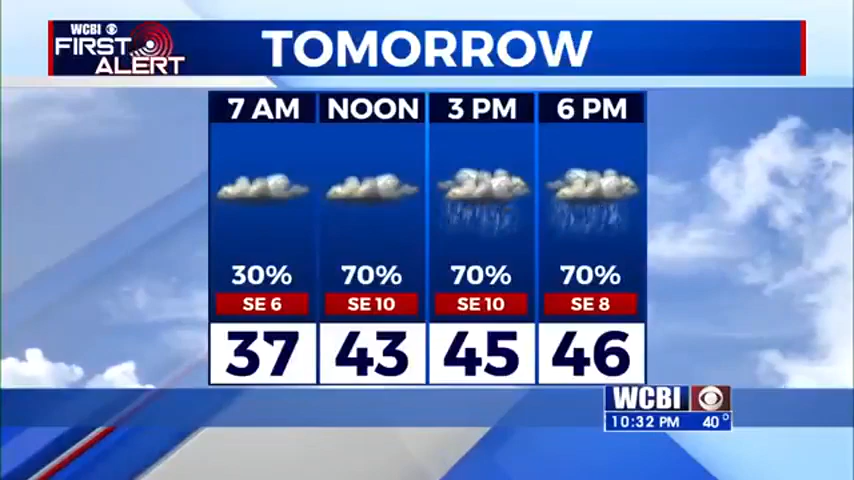 WCBI
FIRST
ALERT
TOMORROW
7 AM NOON 3 PM 6 PM
30% 70% 70% 70%
SE 6 SE 10 SE 10 SE 8
37 43 45 46
WCBI
10:32 PM 40°